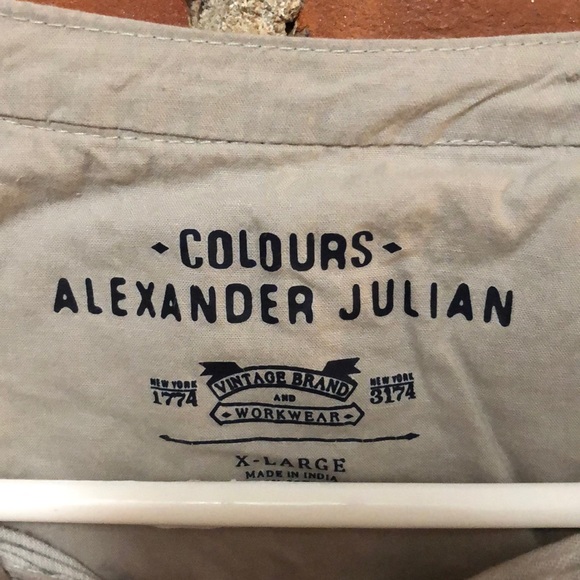 COLOURS
ALEXANDER JULIAN
NEW YORK
1774
VINTAGE BRAND
AND
WORKWEAR
NEW YORK
3174
X-LARGE
MADE IN INDIA